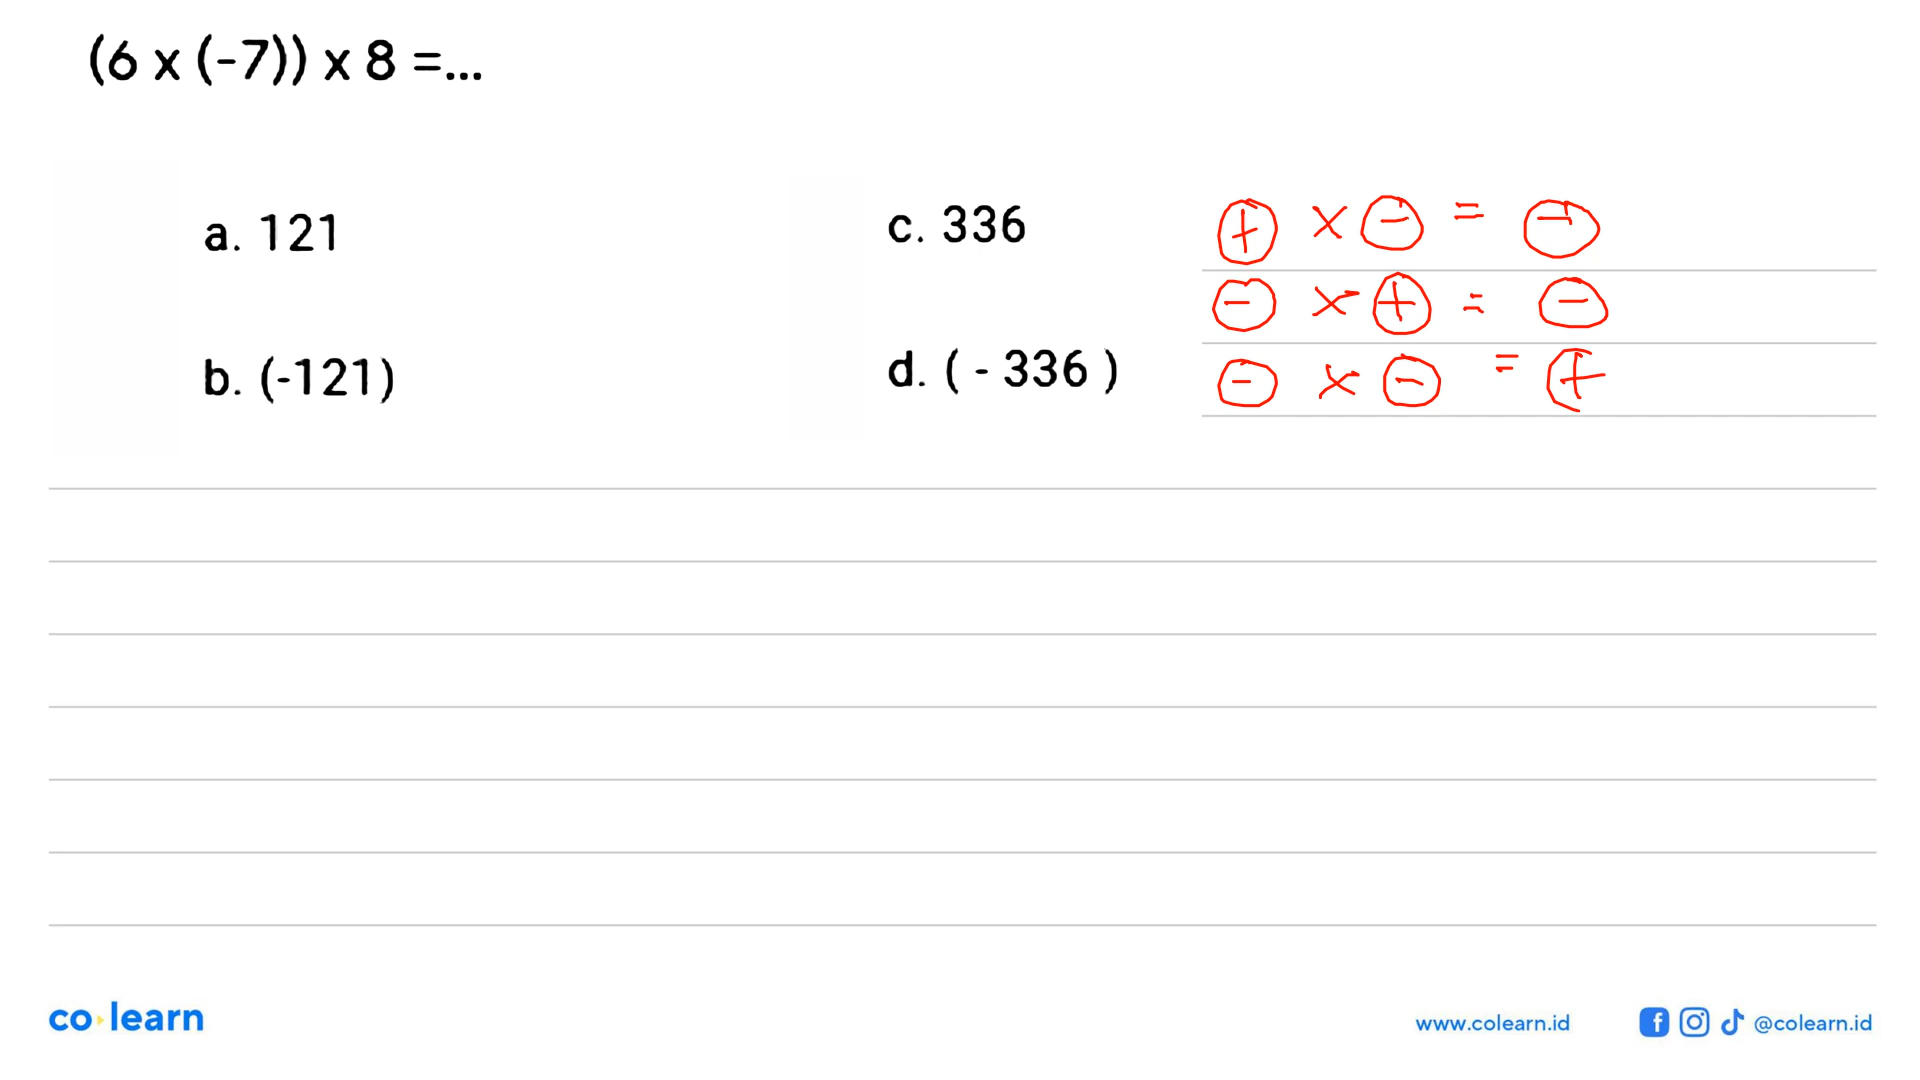 (6 x (-7)) x 8 =...
a. 121
c. 336
b. (-121)
d. ( - 336 )
+ × - = -
- × + = -
- × - = +
co learn
www.colearn.id
@colearn.id